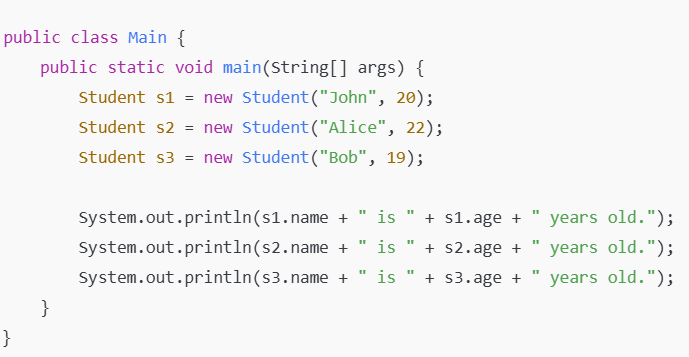 public class Main {
    public static void main(String[] args) {
        Student s1 = new Student("John", 20);
        Student s2 = new Student("Alice", 22);
        Student s3 = new Student("Bob", 19);

        System.out.println(s1.name + " is " + s1.age + " years old.");
        System.out.println(s2.name + " is " + s2.age + " years old.");
        System.out.println(s3.name + " is " + s3.age + " years old.");
    }
}